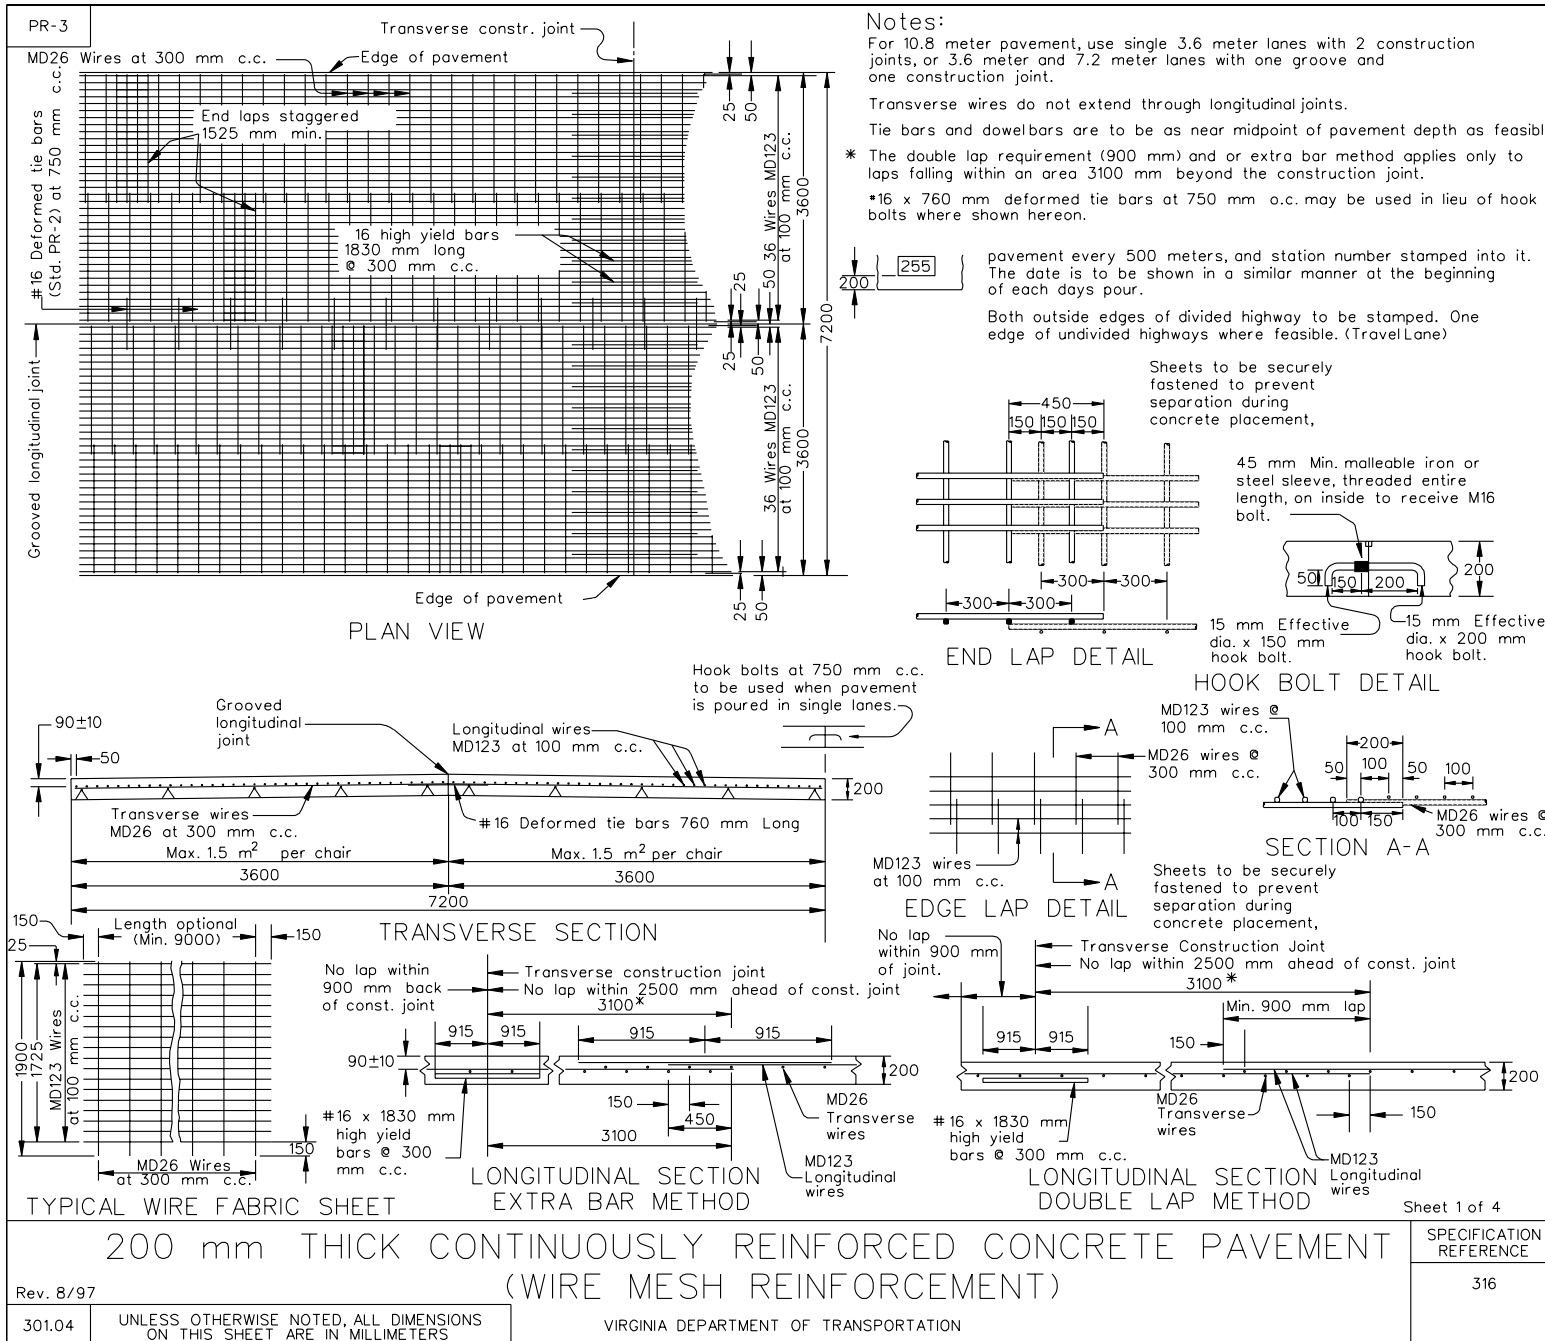 PR-3
Transverse constr. joint
MD26 Wires at 300 mm c.c.
Edge of pavement
End laps staggered
1525 mm min.
#16 Deformed tie bars
(Std. PR-2) at 750 mm c.c.
16 high yield bars
1830 mm long
@ 300 mm c.c.
Grooved longitudinal joint
25
50
36 Wires MD123
at 100 mm c.c.
3600
50
25
7200
25
50
36 Wires MD123
at 100 mm c.c.
3600
25
50
Edge of pavement
PLAN VIEW
Notes:
For 10.8 meter pavement, use single 3.6 meter lanes with 2 construction
joints, or 3.6 meter and 7.2 meter lanes with one groove and
one construction joint.
Transverse wires do not extend through longitudinal joints.
Tie bars and dowel bars are to be as near midpoint of pavement depth as feasibl
* The double lap requirement (900 mm) and or extra bar method applies only to
laps falling within an area 3100 mm beyond the construction joint.
#16 x 760 mm deformed tie bars at 750 mm o.c. may be used in lieu of hook
bolts where shown hereon.
255
200
pavement every 500 meters, and station number stamped into it.
The date is to be shown in a similar manner at the beginning
of each days pour.
Both outside edges of divided highway to be stamped. One
edge of undivided highways where feasible. (Travel Lane)
Sheets to be securely
fastened to prevent
separation during
concrete placement,
450
150 150 150
300 300
300 300
END LAP DETAIL
45 mm Min. malleable iron or
steel sleeve, threaded entire
length, on inside to receive M16
bolt.
50
150
200
200
15 mm Effective
dia. x 150 mm
hook bolt.
15 mm Effective
dia. x 200 mm
hook bolt.
HOOK BOLT DETAIL
Hook bolts at 750 mm c.c.
to be used when pavement
is poured in single lanes.
90±10
50
Grooved
longitudinal
joint
Longitudinal wires
MD123 at 100 mm c.c.
200
Transverse wires
MD26 at 300 mm c.c.
#16 Deformed tie bars 760 mm Long
Max. 1.5 m2 per chair
Max. 1.5 m2 per chair
3600
3600
7200
TRANSVERSE SECTION
A
MD26 wires @
300 mm c.c.
MD123 wires
at 100 mm c.c.
A
EDGE LAP DETAIL
MD123 wires @
100 mm c.c.
200
50 100 50 100
100 150
MD26 wires @
300 mm c.c.
SECTION A-A
Sheets to be securely
fastened to prevent
separation during
concrete placement,
150
Length optional
(Min. 9000)
150
25
1900
1725
MD123 Wires
at 100 mm c.c.
150
MD26 Wires
at 300 mm c.c.
TYPICAL WIRE FABRIC SHEET
No lap within
900 mm back
of const. joint
Transverse construction joint
No lap within 2500 mm ahead of const. joint
3100*
915 915
915 915
90±10
200
150
450
3100
#16 x 1830 mm
high yield
bars @ 300
mm c.c.
MD26
Transverse
wires
MD123
Longitudinal
wires
LONGITUDINAL SECTION
EXTRA BAR METHOD
No lap
within 900 mm
of joint.
Transverse Construction Joint
No lap within 2500 mm ahead of const. joint
3100*
Min. 900 mm lap
915 915
150
200
150
#16 x 1830 mm
high yield
bars @ 300 mm c.c.
MD26
Transverse
wires
MD123
Longitudinal
wires
LONGITUDINAL SECTION
DOUBLE LAP METHOD
Sheet 1 of 4
200 mm THICK CONTINUOUSLY REINFORCED CONCRETE PAVEMENT
(WIRE MESH REINFORCEMENT)
SPECIFICATION
REFERENCE
316
Rev. 8/97
301.04
UNLESS OTHERWISE NOTED, ALL DIMENSIONS
ON THIS SHEET ARE IN MILLIMETERS
VIRGINIA DEPARTMENT OF TRANSPORTATION